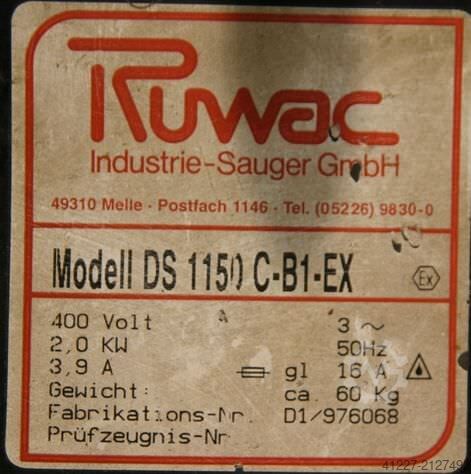 Ruwac
Industrie-Sauger GmbH
49310 Melle · Postfach 1146 · Tel. (05226) 9830-0
Modell DS 1150 C-B1-EX Ex
400 Volt 3 ~
2,0 KW 50Hz
3,9 A gl 16 A
Gewicht: ca. 60 Kg
Fabrikations-Nr. D1/976068
Prüfzeugnis-Nr
41227-212749